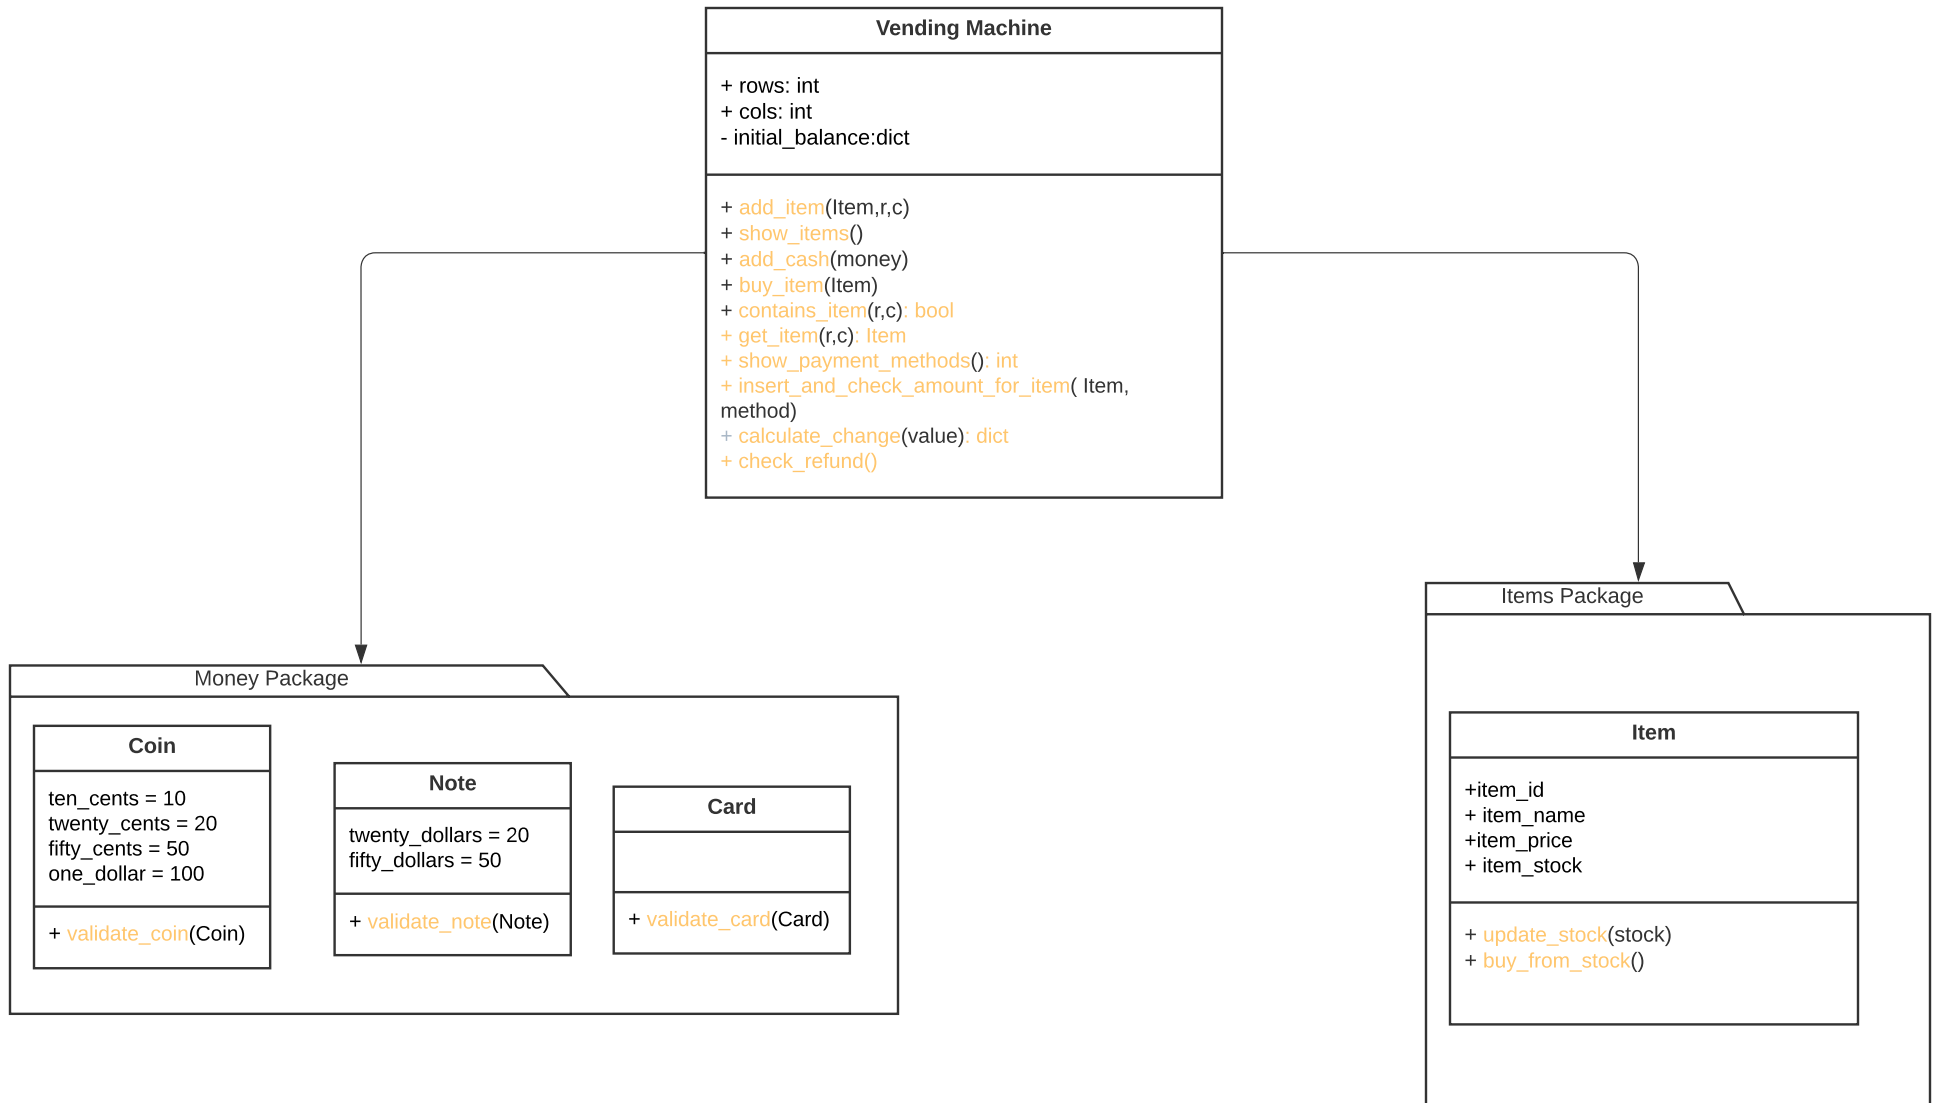 Vending Machine
+ rows: int
+ cols: int
- initial_balance:dict
+ add_item(Item,r,c)
+ show_items()
+ add_cash(money)
+ buy_item(Item)
+ contains_item(r,c): bool
+ get_item(r,c): Item
+ show_payment_methods(): int
+ insert_and_check_amount_for_item( Item,
method)
+ calculate_change(value): dict
+ check_refund()
Money Package
Coin
ten_cents = 10
twenty_cents = 20
fifty_cents = 50
one_dollar = 100
+ validate_coin(Coin)
Note
twenty_dollars = 20
fifty_dollars = 50
+ validate_note(Note)
Card
+ validate_card(Card)
Items Package
Item
+item_id
+ item_name
+item_price
+ item_stock
+ update_stock(stock)
+ buy_from_stock()